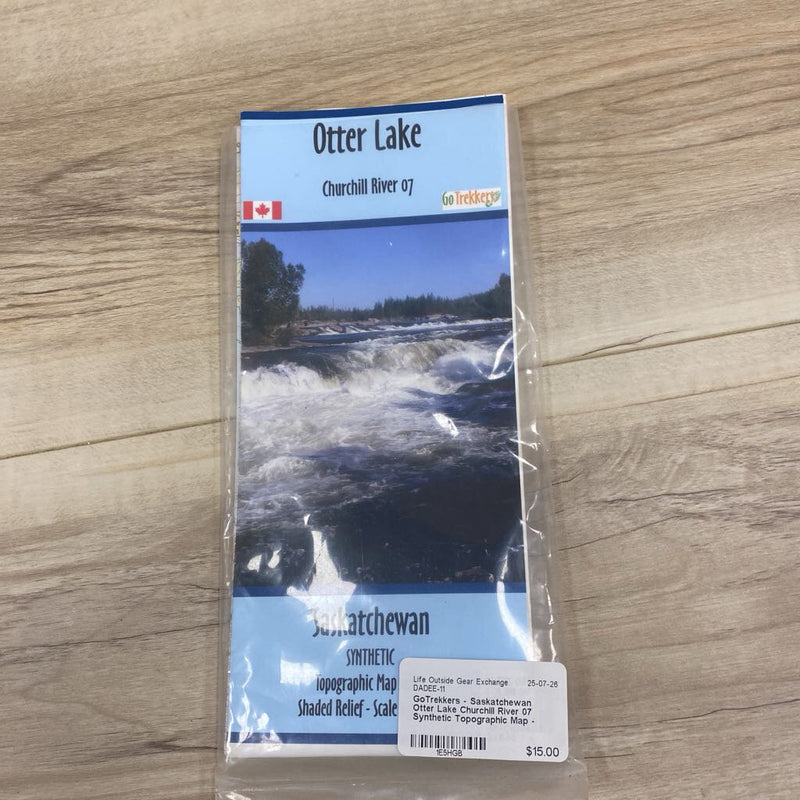 Otter Lake
Churchill River 07
GoTrekkers
Saskatchewan
SYNTHETIC
Topographic Map
Shaded Relief - Scale
Life Outside Gear Exchange 25-07-26
DADEE-11
GoTrekkers - Saskatchewan
Otter Lake Churchill River 07
Synthetic Topographic Map -
1E5HGB
$15.00